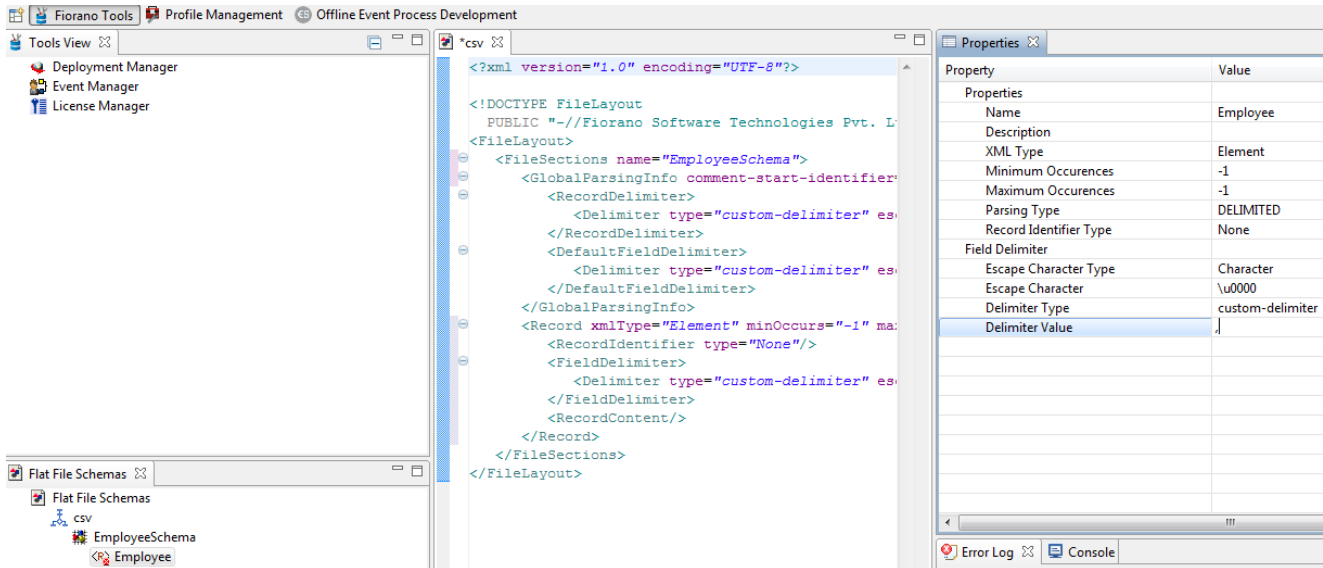 Fiorano Tools Profile Management Offline Event Process Development
Tools View
Deployment Manager
Event Manager
License Manager
Flat File Schemas
Flat File Schemas
csv
EmployeeSchema
<R> Employee
*csv
<?xml version="1.0" encoding="UTF-8"?>
<!DOCTYPE FileLayout
PUBLIC "-//Fiorano Software Technologies Pvt. L
<FileLayout>
<FileSections name="EmployeeSchema">
<GlobalParsingInfo comment-start-identifier=
<RecordDelimiter>
<Delimiter type="custom-delimiter" es
</RecordDelimiter>
<DefaultFieldDelimiter>
<Delimiter type="custom-delimiter" es
</DefaultFieldDelimiter>
</GlobalParsingInfo>
<Record xmlType="Element" minOccurs="-1" ma
<RecordIdentifier type="None"/>
<FieldDelimiter>
<Delimiter type="custom-delimiter" es
</FieldDelimiter>
<RecordContent/>
</Record>
</FileSections>
</FileLayout>
Properties
Property Value
Properties
Name Employee
Description
XML Type Element
Minimum Occurences -1
Maximum Occurences -1
Parsing Type DELIMITED
Record Identifier Type None
Field Delimiter
Escape Character Type Character
Escape Character \u0000
Delimiter Type custom-delimiter
Delimiter Value ,
Error Log Console